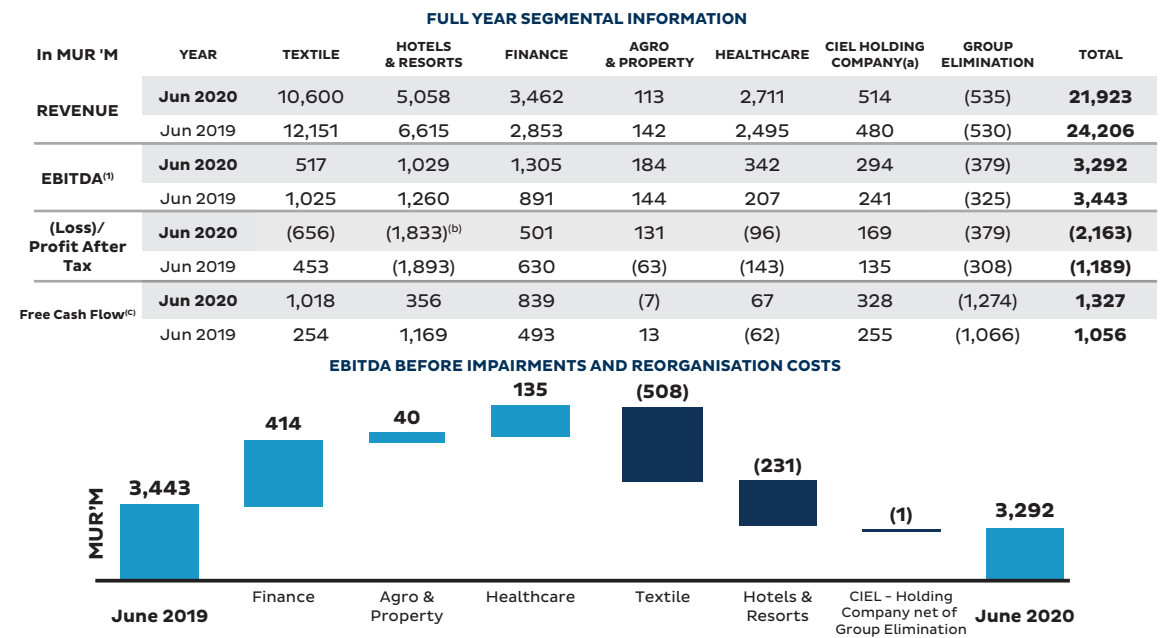 FULL YEAR SEGMENTAL INFORMATION
In MUR 'M YEAR TEXTILE HOTELS & RESORTS FINANCE AGRO & PROPERTY HEALTHCARE CIEL HOLDING COMPANY(a) GROUP ELIMINATION TOTAL
REVENUE
Jun 2020 10,600 5,058 3,462 113 2,711 514 (535) 21,923
Jun 2019 12,151 6,615 2,853 142 2,495 480 (530) 24,206
EBITDA(1)
Jun 2020 517 1,029 1,305 184 342 294 (379) 3,292
Jun 2019 1,025 1,260 891 144 207 241 (325) 3,443
(Loss)/
Profit After
Tax
Jun 2020 (656) (1,833)(b) 501 131 (96) 169 (379) (2,163)
Jun 2019 453 (1,893) 630 (63) (143) 135 (308) (1,189)
Free Cash Flow(C)
Jun 2020 1,018 356 839 (7) 67 328 (1,274) 1,327
Jun 2019 254 1,169 493 13 (62) 255 (1,066) 1,056
EBITDA BEFORE IMPAIRMENTS AND REORGANISATION COSTS
MUR'M
3,443
414
40
135
(508)
(231)
(1)
3,292
June 2019
Finance
Agro &
Property
Healthcare
Textile
Hotels &
Resorts
CIEL - Holding
Company net of
Group Elimination
June 2020